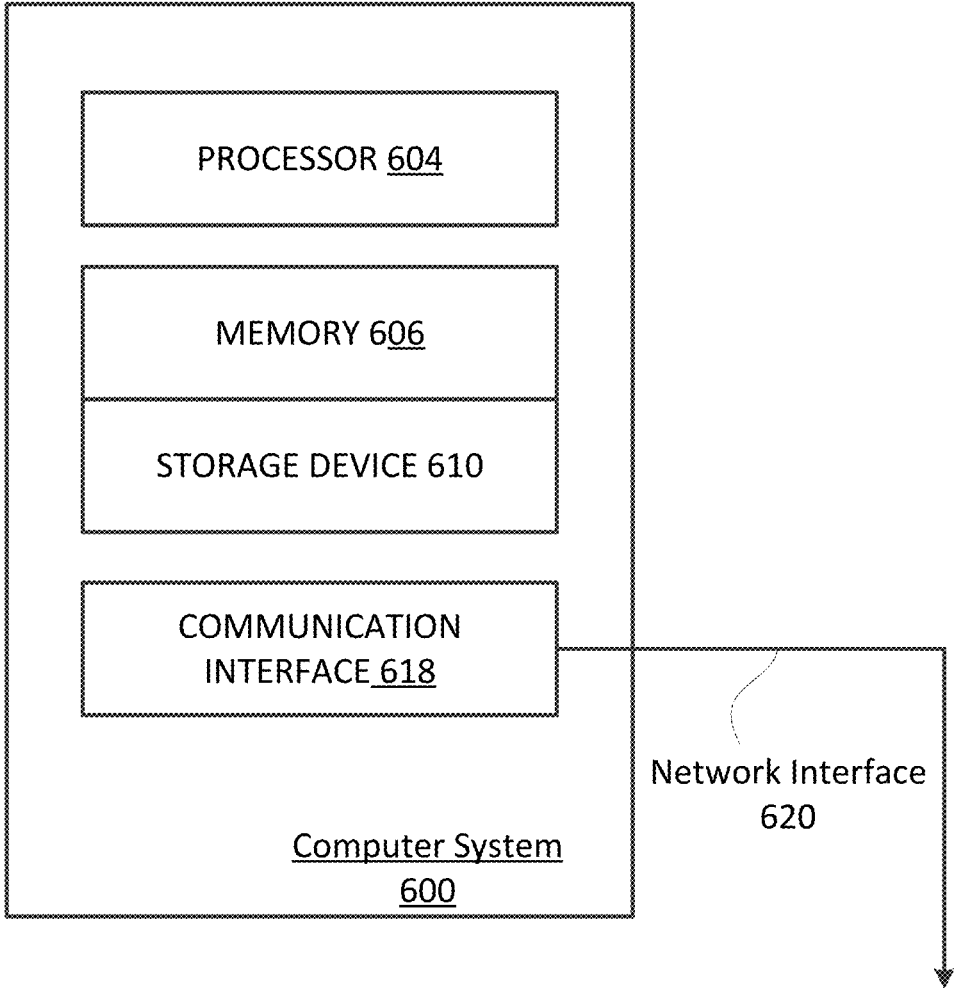 PROCESSOR 604
MEMORY 606
STORAGE DEVICE 610
COMMUNICATION
INTERFACE 618
Network Interface
620
Computer System
600